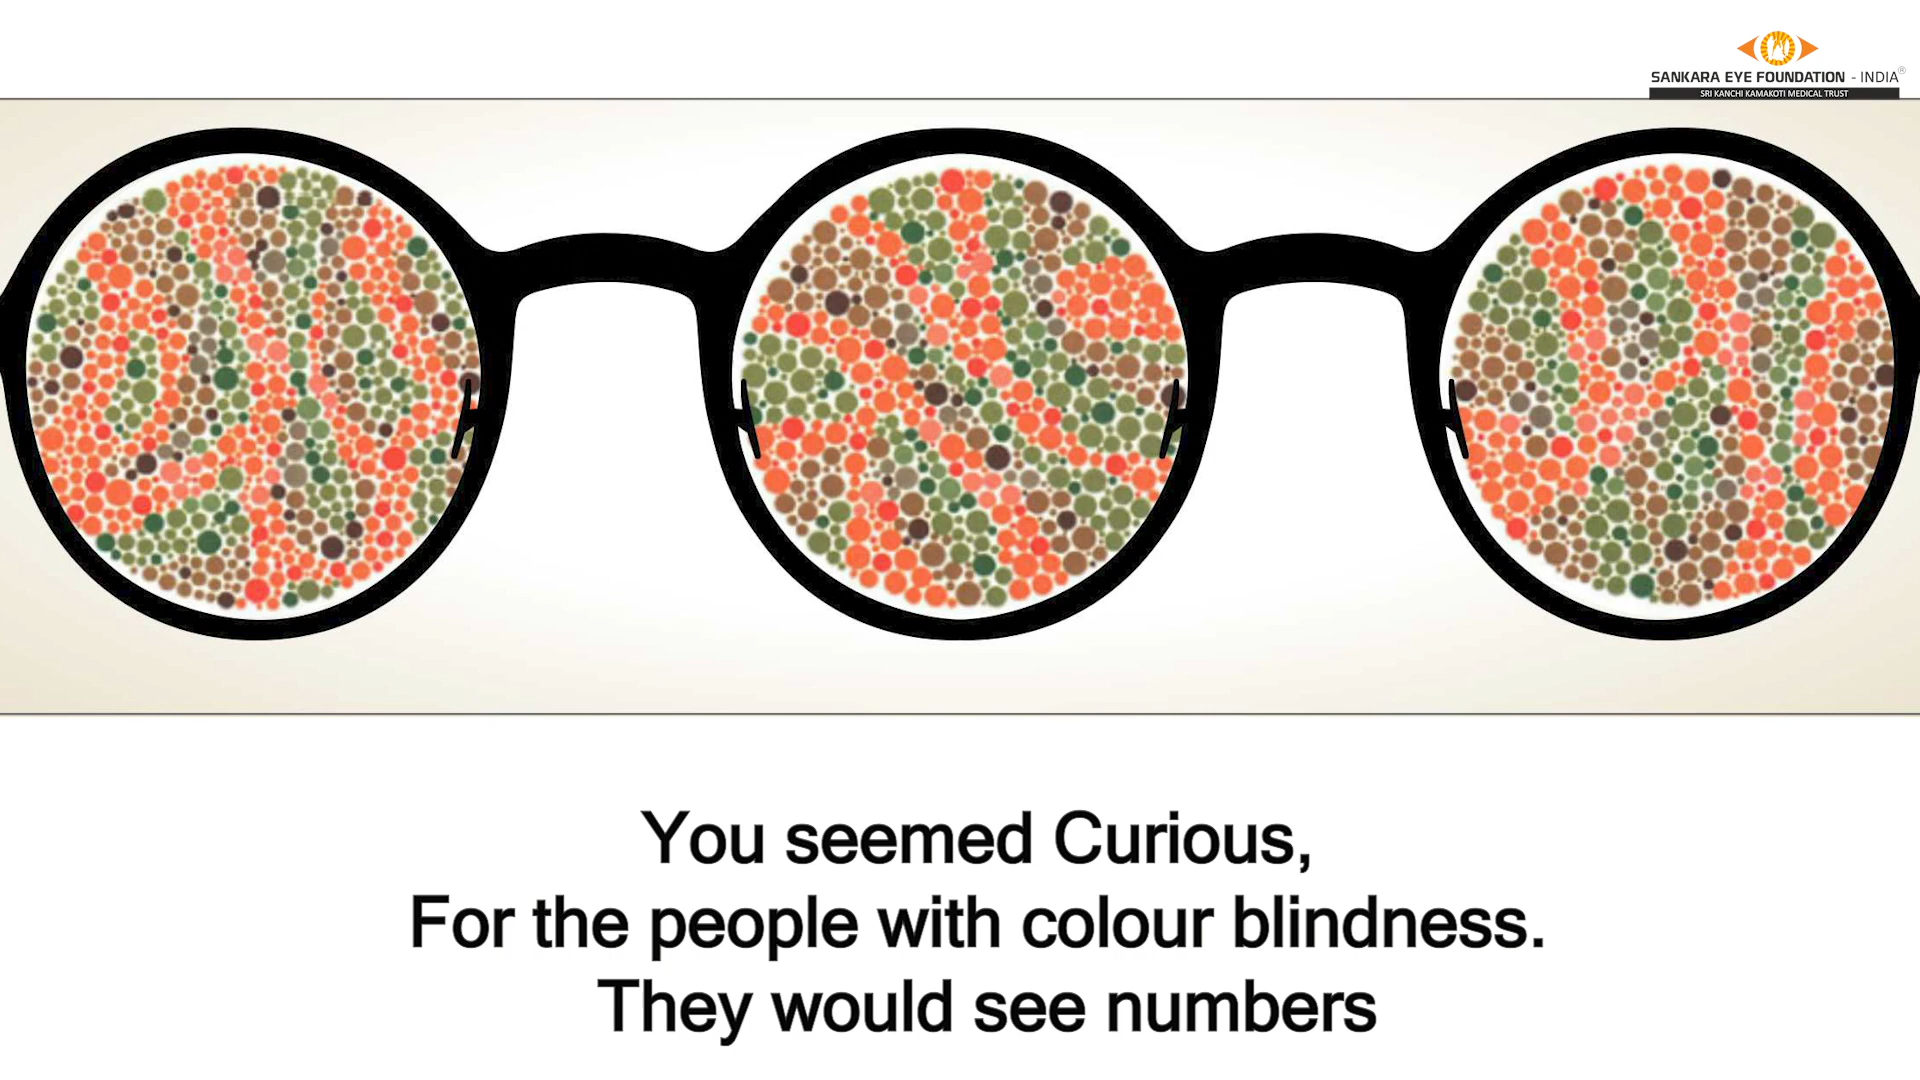 SANKARA EYE FOUNDATION - INDIA®
SRI KANCHI KAMAKOTI MEDICAL TRUST
You seemed Curious,
For the people with colour blindness.
They would see numbers